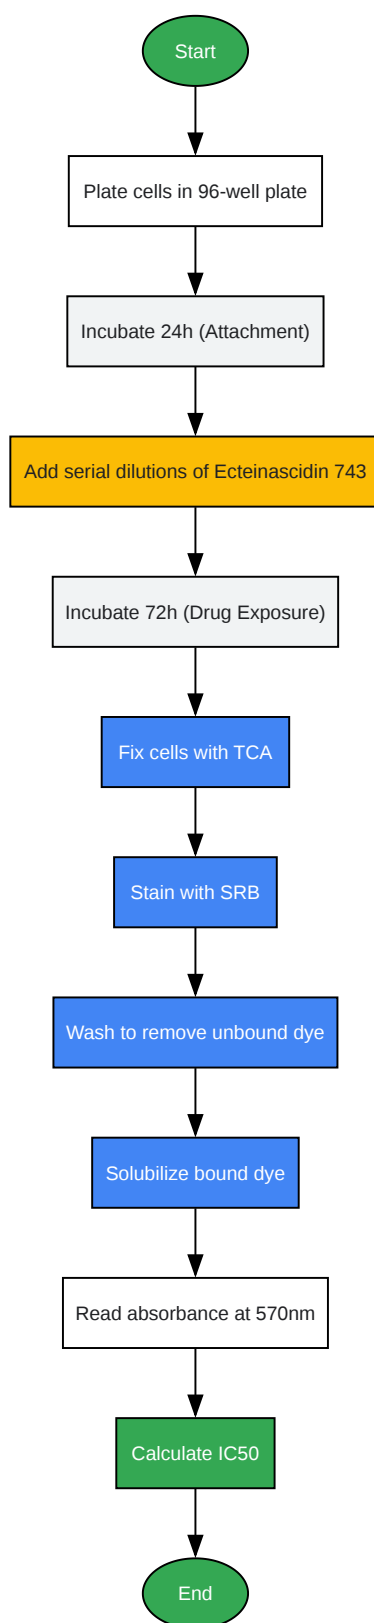 Start
Plate cells in 96-well plate
Incubate 24h (Attachment)
Add serial dilutions of Ecteinascidin 743
Incubate 72h (Drug Exposure)
Fix cells with TCA
Stain with SRB
Wash to remove unbound dye
Solubilize bound dye
Read absorbance at 570nm
Calculate IC50
End